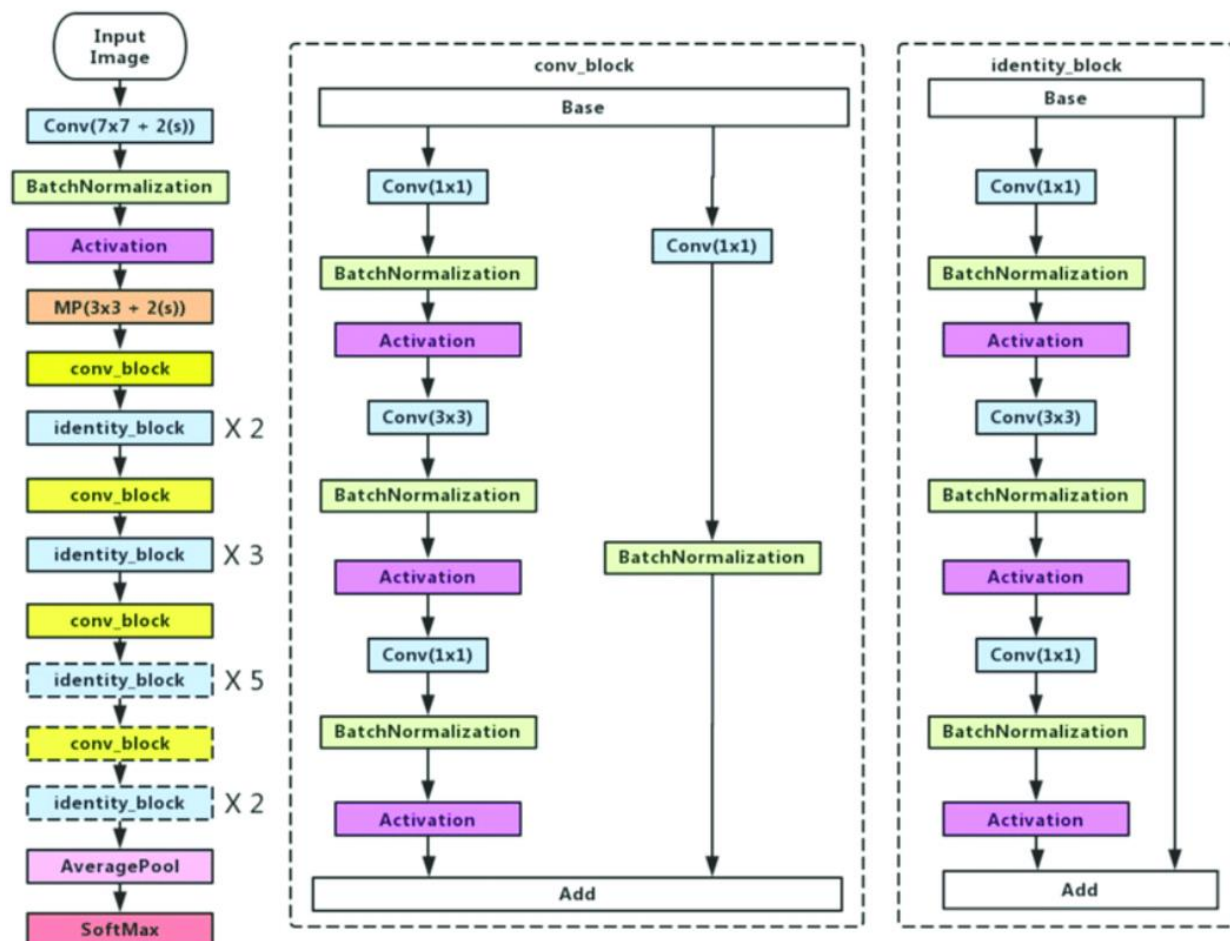 Input
Image
Conv(7x7 + 2(s))
BatchNormalization
Activation
MP(3x3 + 2(s))
conv_block
identity_block X 2
conv_block
identity_block X 3
conv_block
identity_block X 5
conv_block
identity_block X 2
AveragePool
SoftMax
conv_block
Base
Conv(1x1)
BatchNormalization
Activation
Conv(3x3)
BatchNormalization
Activation
Conv(1x1)
BatchNormalization
Activation
Conv(1x1)
BatchNormalization
Add
identity_block
Base
Conv(1x1)
BatchNormalization
Activation
Conv(3x3)
BatchNormalization
Activation
Conv(1x1)
BatchNormalization
Activation
Add